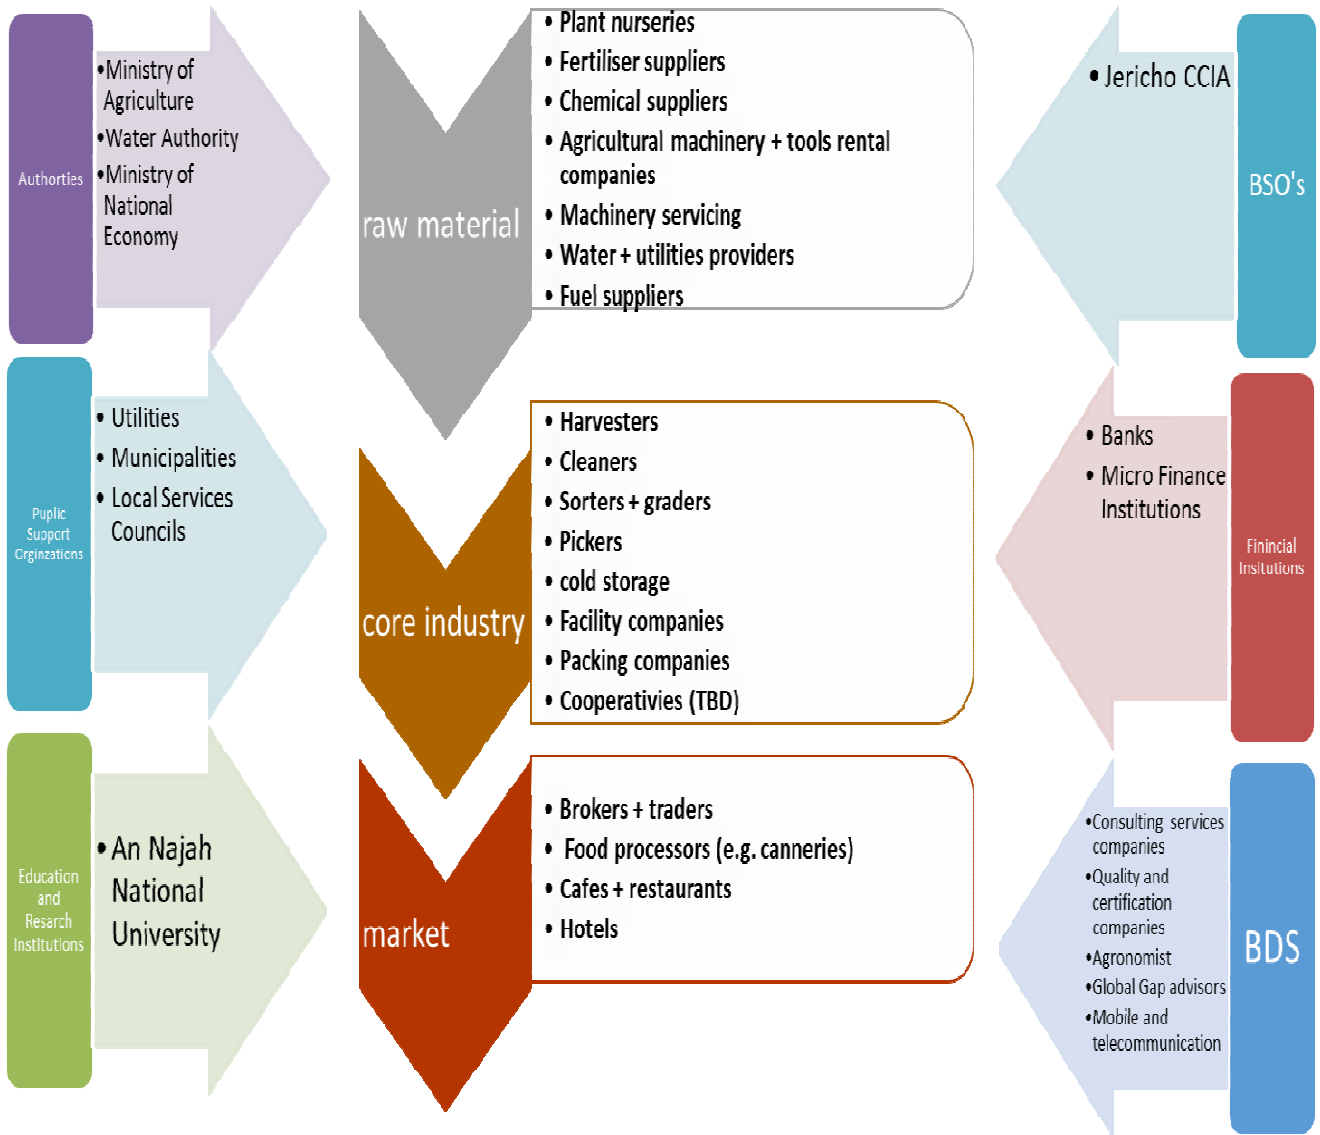 Authorties
•Ministry of
Agriculture
•Water Authority
•Ministry of
National
Economy
Puplic
Support
Orginzations
• Utilities
• Municipalities
• Local Services
Councils
Education
and
Resarch
Institutions
• An Najah
National
University
raw material
• Plant nurseries
• Fertiliser suppliers
• Chemical suppliers
• Agricultural machinery + tools rental
companies
• Machinery servicing
• Water + utilities providers
• Fuel suppliers
core industry
• Harvesters
• Cleaners
• Sorters + graders
• Pickers
• cold storage
• Facility companies
• Packing companies
• Cooperativies (TBD)
market
• Brokers + traders
• Food processors (e.g. canneries)
• Cafes + restaurants
• Hotels
• Jericho CCIA
BSO's
• Banks
• Micro Finance
Institutions
Finincial
Insitutions
•Consulting services
companies
•Quality and
certification
companies
•Agronomist
•Global Gap advisors
•Mobile and
telecommunication
BDS